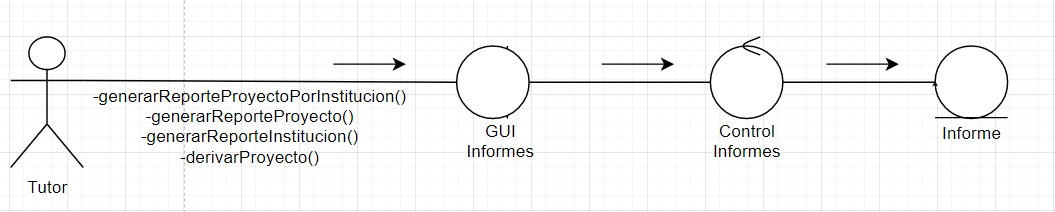 -generarReporteProyectoPorInstitucion()
-generarReporteProyecto()
-generarReporteInstitucion()
-derivarProyecto()
Tutor
GUI
Informes
Control
Informes
Informe